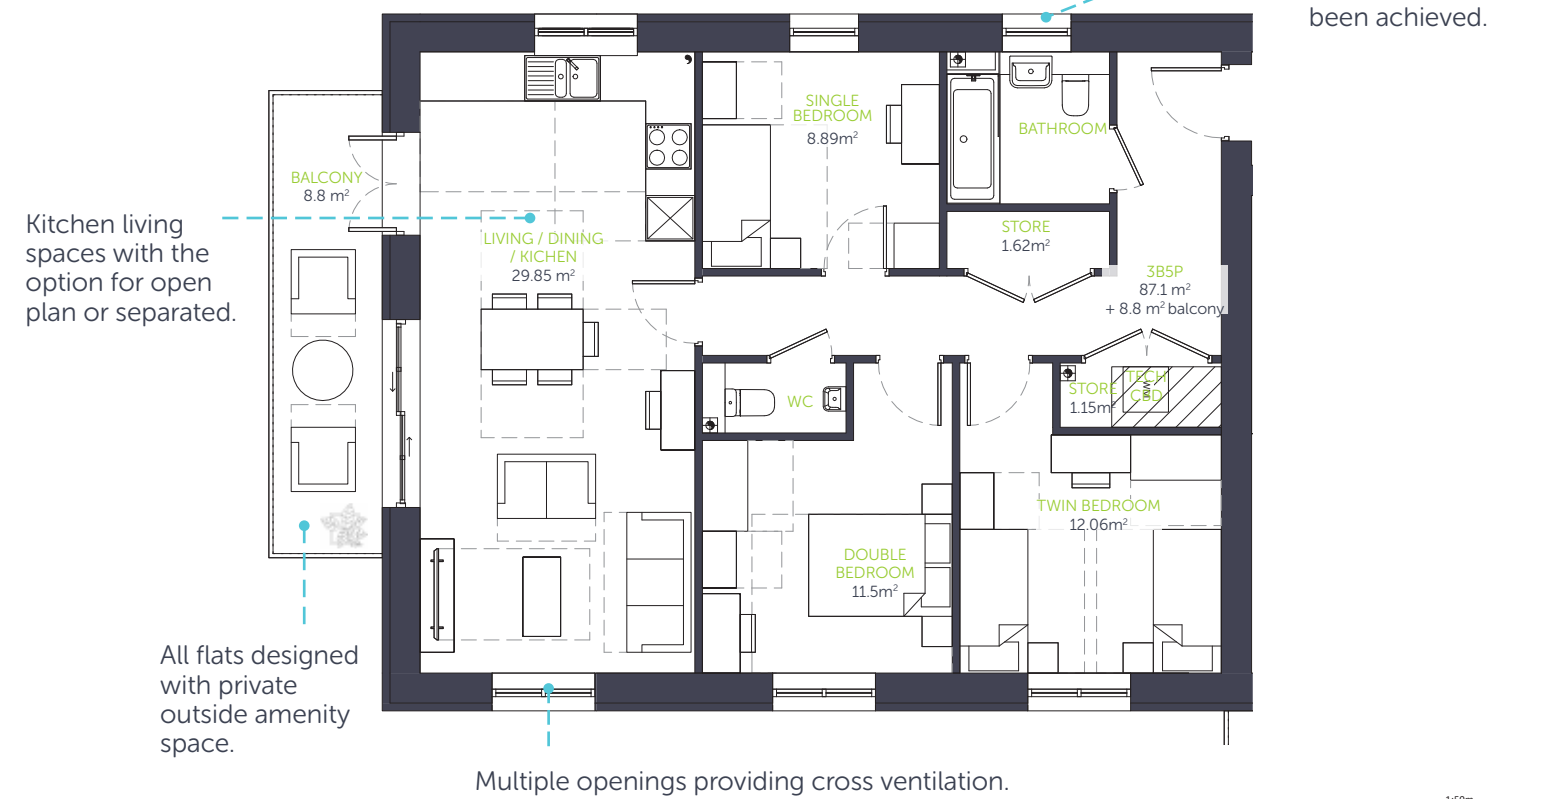 been achieved.
SINGLE
BEDROOM
8.89m²
BATHROOM
BALCONY
8.8 m²
Kitchen living
spaces with the
option for open
plan or separated.
LIVING / DINING
/ KICHEN
29.85 m²
STORE
1.62m²
3B5P
87.1 m²
+ 8.8 m² balcony
WC
STORE
1.15m²
TECH
CBD
WM
TWIN BEDROOM
12.06m²
DOUBLE
BEDROOM
11.5m²
All flats designed
with private
outside amenity
space.
Multiple openings providing cross ventilation.